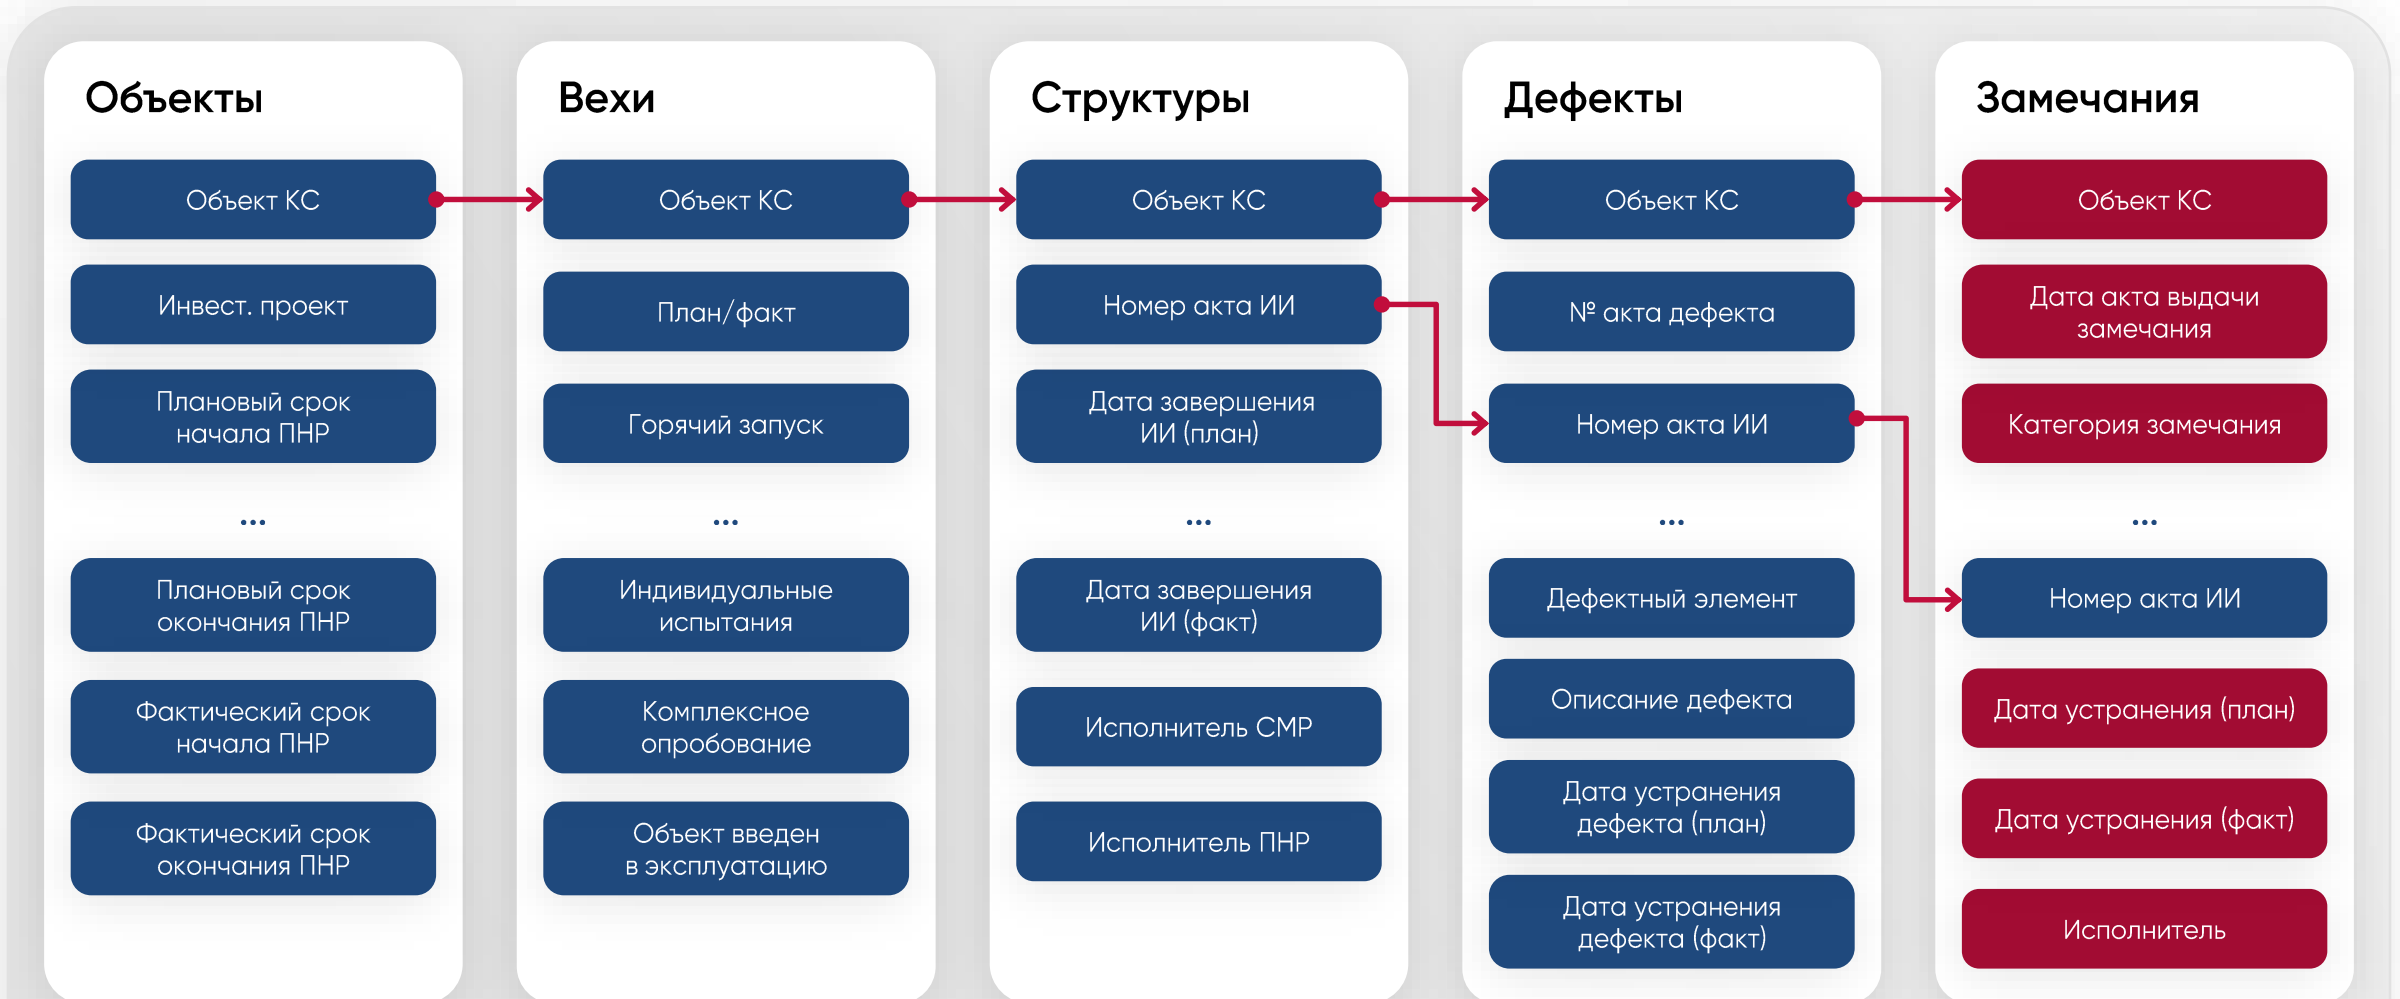 Объекты
Объект КС
Инвест. проект
Плановый срок
начала ПНР
...
Плановый срок
окончания ПНР
Фактический срок
начала ПНР
Фактический срок
окончания ПНР
Вехи
Объект КС
План/факт
Горячий запуск
...
Индивидуальные
испытания
Комплексное
опробование
Объект введен
в эксплуатацию
Структуры
Объект КС
Номер акта ИИ
Дата завершения
ИИ (план)
...
Дата завершения
ИИ (факт)
Исполнитель СМР
Исполнитель ПНР
Дефекты
Объект КС
№ акта дефекта
Номер акта ИИ
...
Дефектный элемент
Описание дефекта
Дата устранения
дефекта (план)
Дата устранения
дефекта (факт)
Замечания
Объект КС
Дата акта выдачи
замечания
Категория замечания
...
Номер акта ИИ
Дата устранения (план)
Дата устранения (факт)
Исполнитель